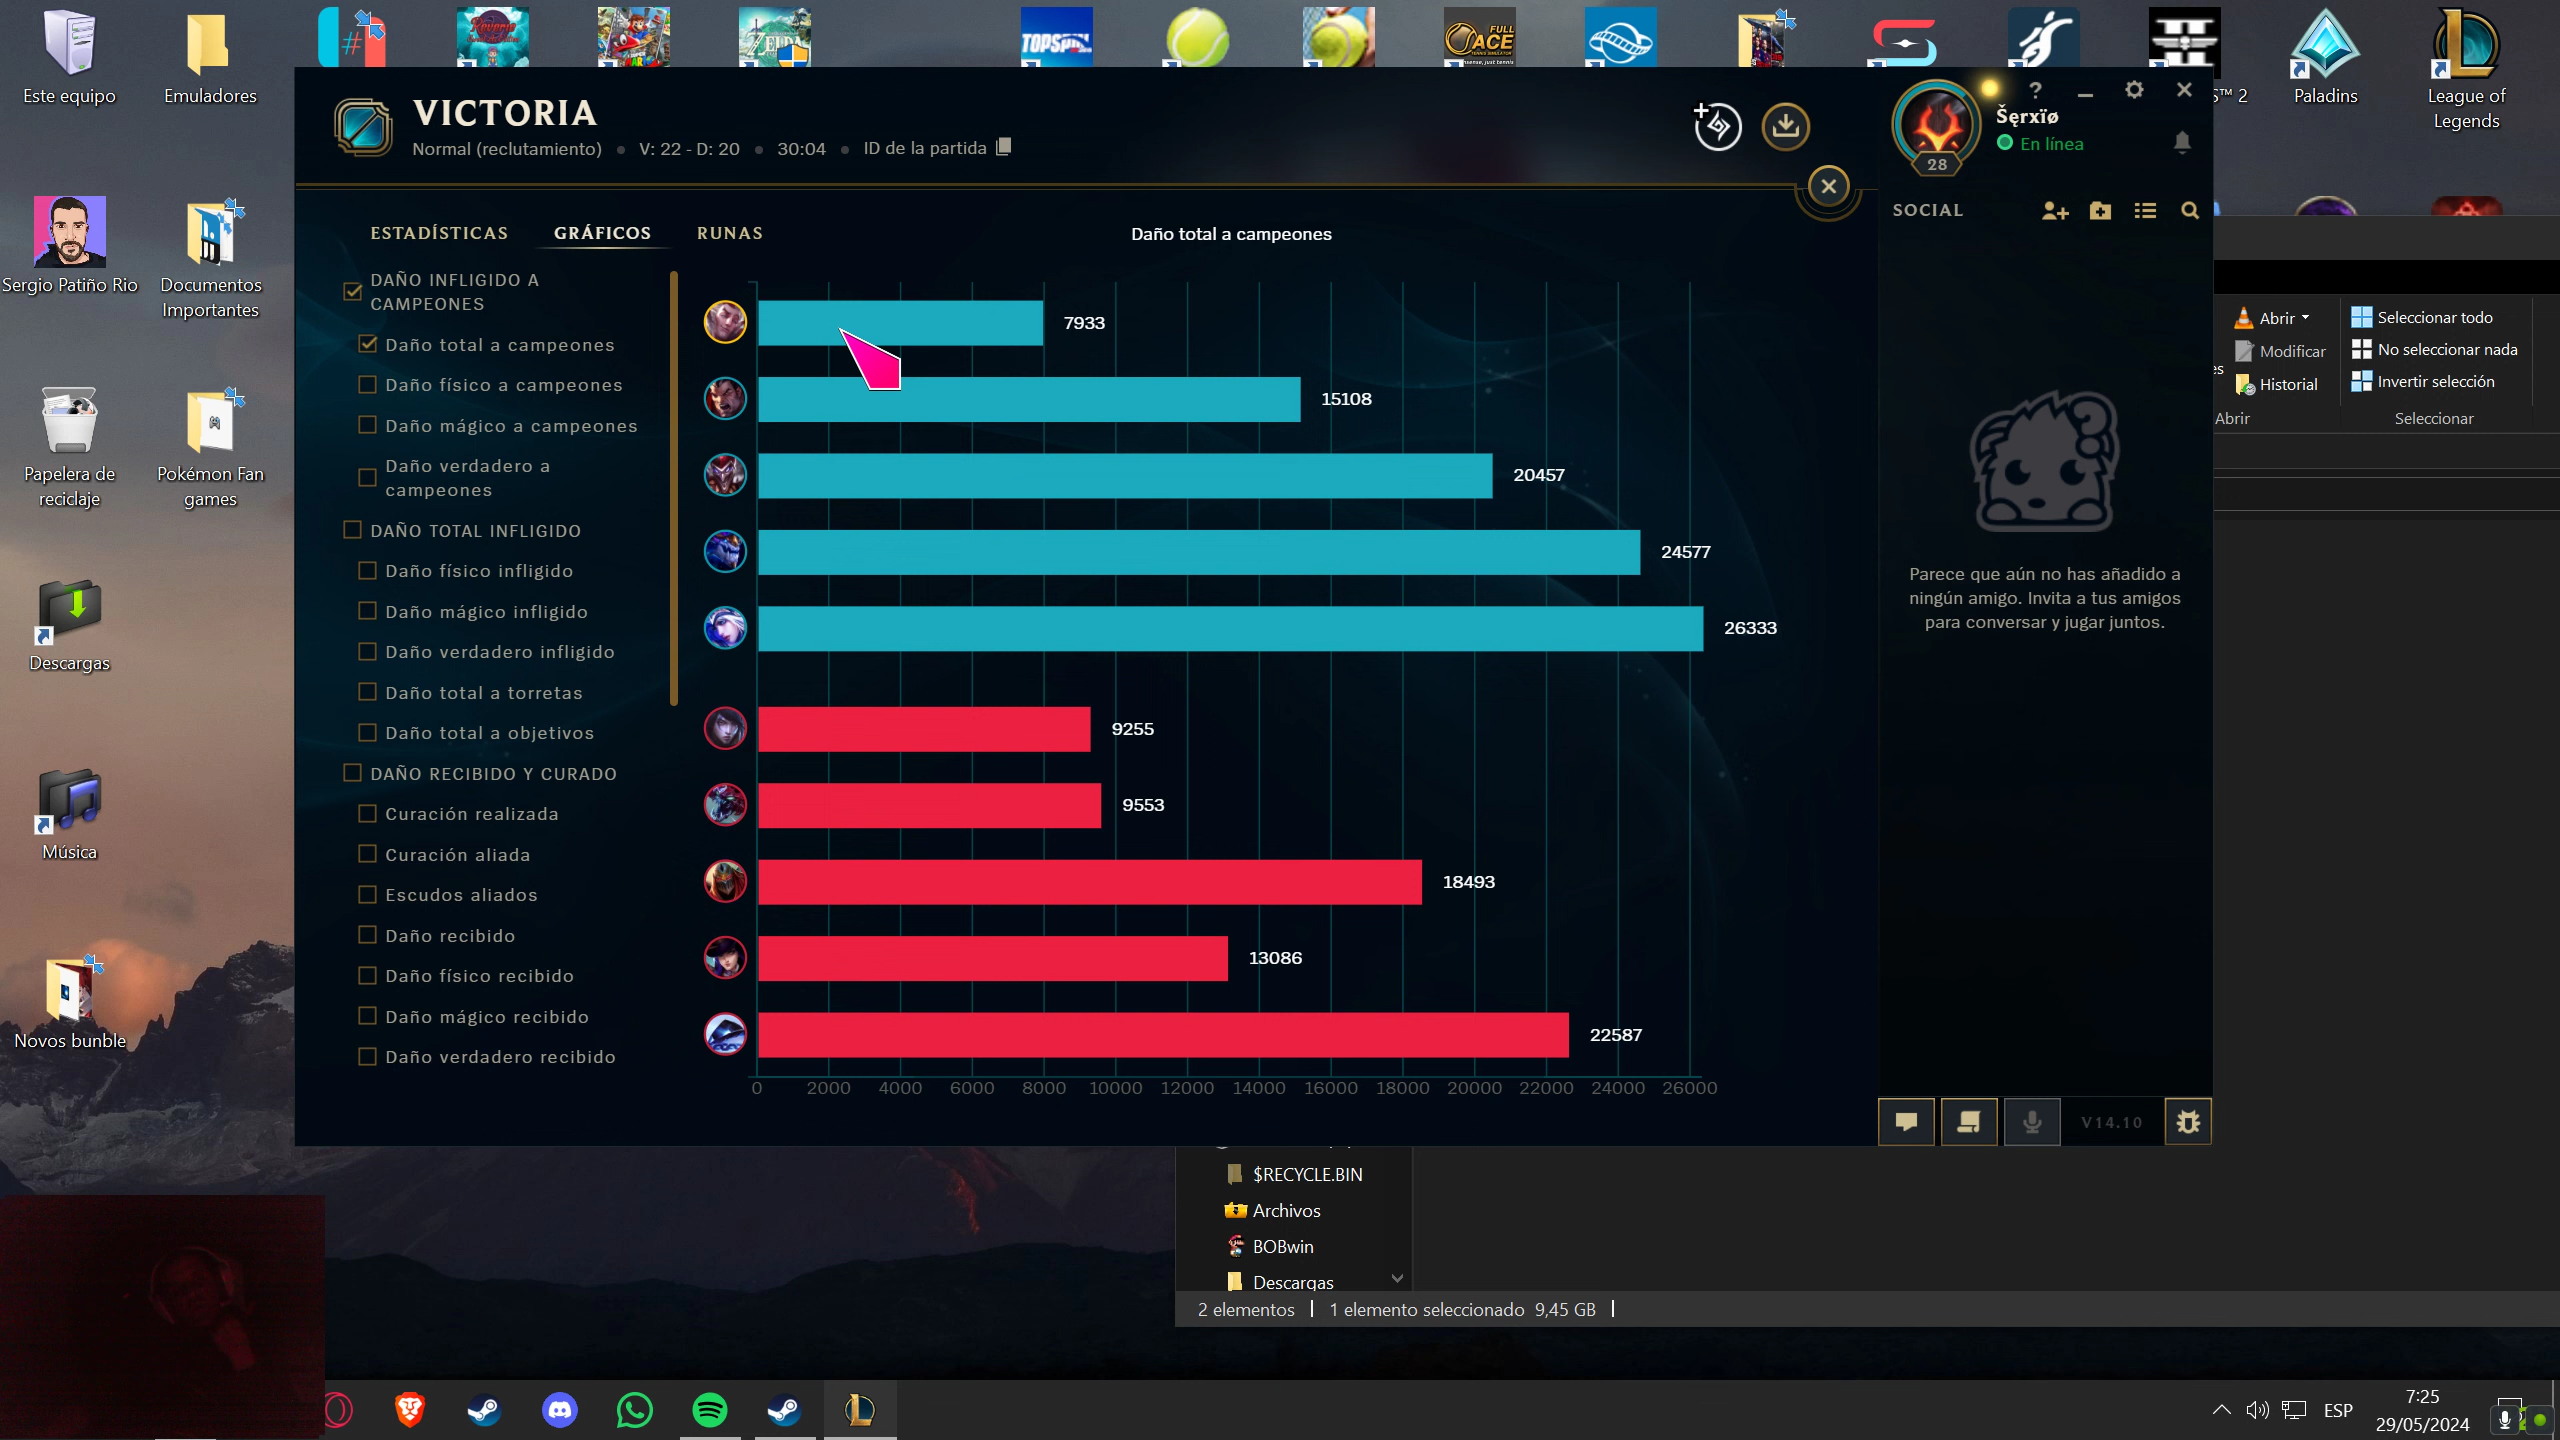 Este equipo
Emuladores
TOPSPIN
FULL
ACE
Paladins
League of
Legends
Sergio Patiño Rio
Documentos
Importantes
Papelera de
reciclaje
Pokémon Fan
games
Descargas
Música
Novos bunble
VICTORIA
Normal (reclutamiento) • V: 22 - D: 20 • 30:04 • ID de la partida
ESTADÍSTICAS
GRÁFICOS
RUNAS
Daño total a campeones
DAÑO INFLIGIDO A
CAMPEONES
Daño total a campeones
Daño físico a campeones
Daño mágico a campeones
Daño verdadero a
campeones
DAÑO TOTAL INFLIGIDO
Daño físico infligido
Daño mágico infligido
Daño verdadero infligido
Daño total a torretas
Daño total a objetivos
DAÑO RECIBIDO Y CURADO
Curación realizada
Curación aliada
Escudos aliados
Daño recibido
Daño físico recibido
Daño mágico recibido
Daño verdadero recibido
7933
15108
20457
24577
26333
9255
9553
18493
13086
22587
0 2000 4000 6000 8000 10000 12000 14000 16000 18000 20000 22000 24000 26000
28
Šęrxïø
En línea
SOCIAL
Parece que aún no has añadido a
ningún amigo. Invita a tus amigos
para conversar y jugar juntos.
V14.10
Abrir
Modificar
Historial
Abrir
Seleccionar todo
No seleccionar nada
Invertir selección
Seleccionar
$RECYCLE.BIN
Archivos
BOBwin
Descargas
2 elementos
1 elemento seleccionado 9,45 GB
ESP
7:25
29/05/2024